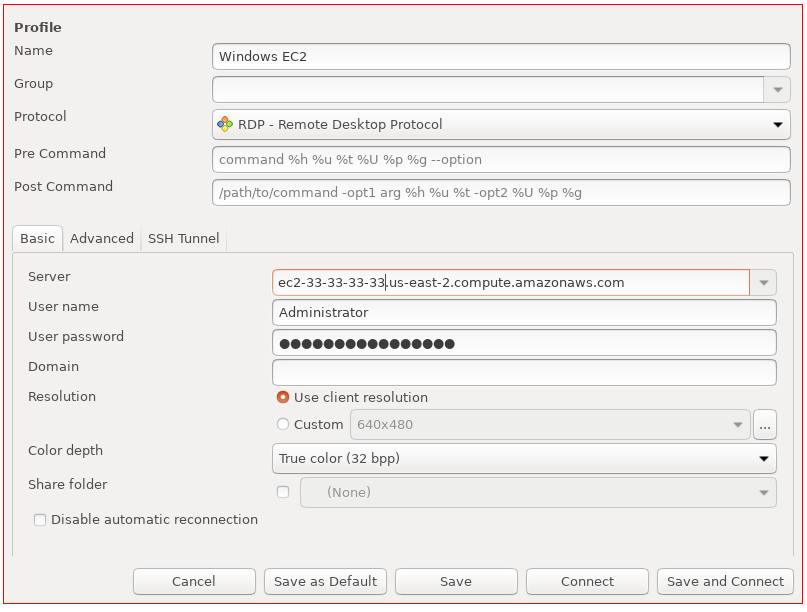 Profile
Name
Windows EC2
Group
Protocol
RDP - Remote Desktop Protocol
Pre Command
command %h %u %t %U %p %g --option
Post Command
/path/to/command -opt1 arg %h %u %t -opt2 %U %p %g
Basic
Advanced
SSH Tunnel
Server
ec2-33-33-33-33.us-east-2.compute.amazonaws.com
User name
Administrator
User password
●●●●●●●●●●●●●●●●
Domain
Resolution
Use client resolution
Custom
640x480
...
Color depth
True color (32 bpp)
Share folder
(None)
Disable automatic reconnection
Cancel
Save as Default
Save
Connect
Save and Connect